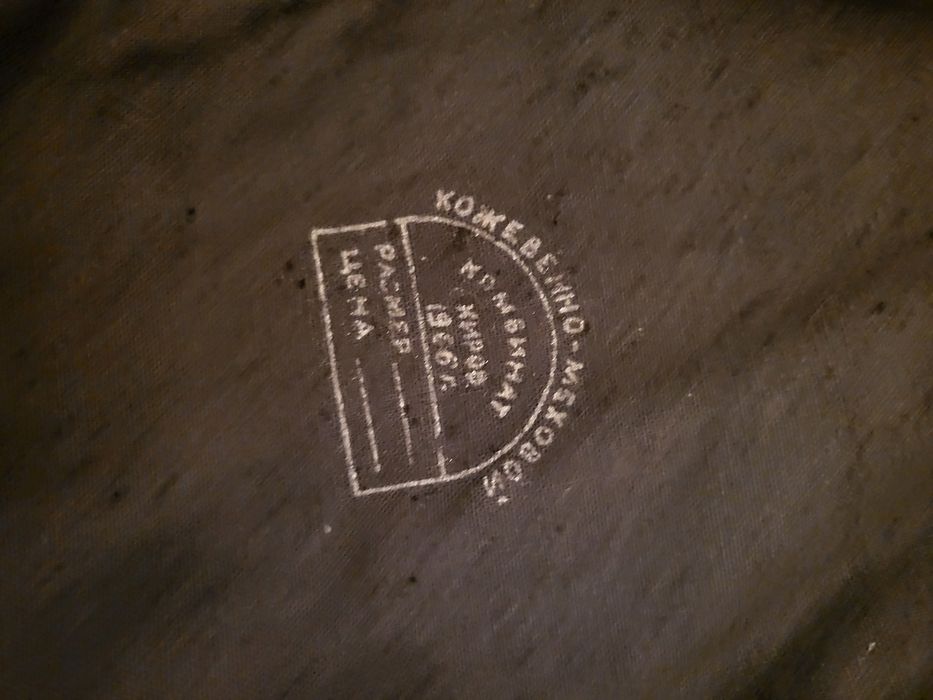 КОЖЕВЕННО-МЕХОВОЙ
КОМБИНАТ
КИРОВ
1966 г.
РАЗМЕР
ЦЕНА